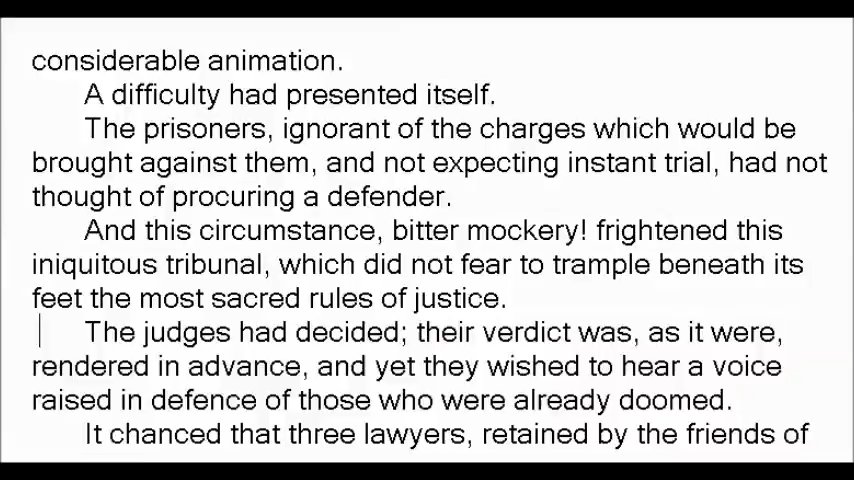 considerable animation.
A difficulty had presented itself.
The prisoners, ignorant of the charges which would be
brought against them, and not expecting instant trial, had not
thought of procuring a defender.
And this circumstance, bitter mockery! frightened this
iniquitous tribunal, which did not fear to trample beneath its
feet the most sacred rules of justice.
The judges had decided; their verdict was, as it were,
rendered in advance, and yet they wished to hear a voice
raised in defence of those who were already doomed.
It chanced that three lawyers, retained by the friends of